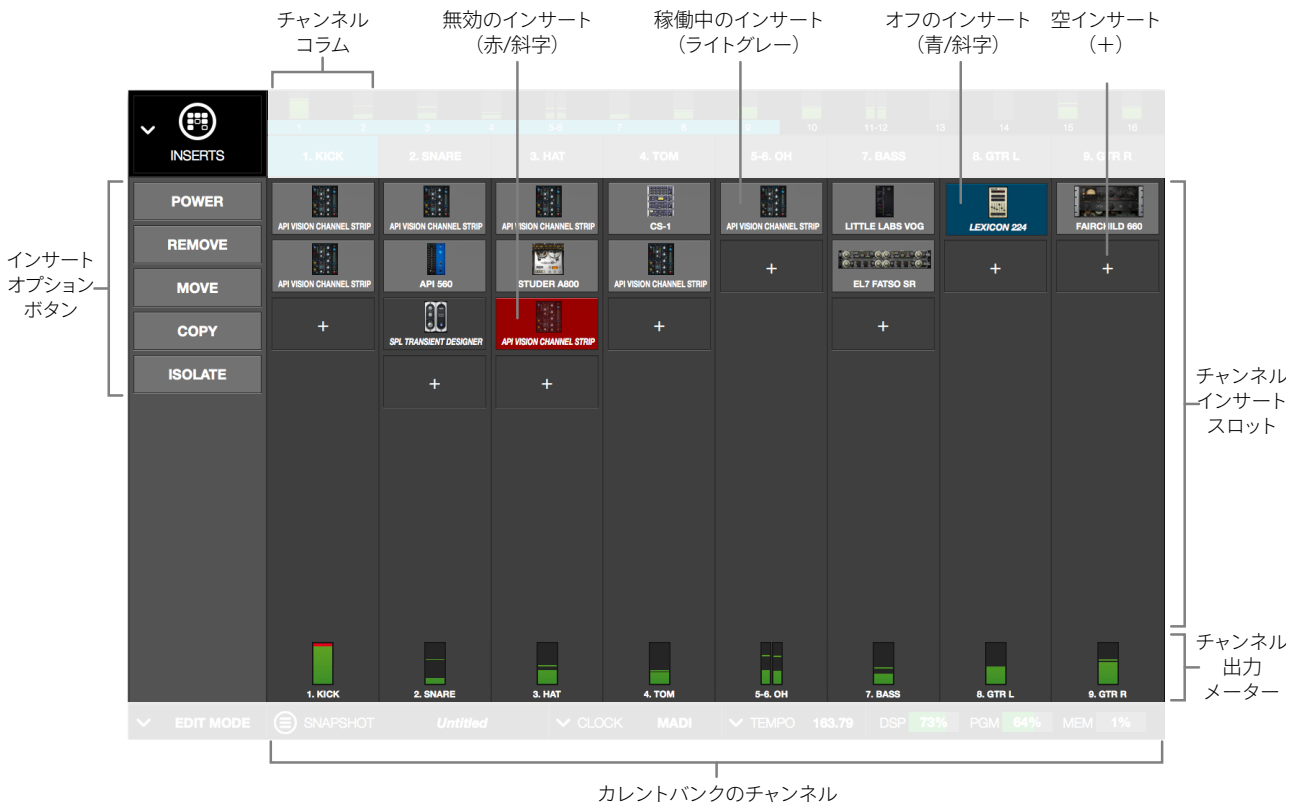 チャンネル
コラム
無効のインサート
（赤/斜字）
稼働中のインサート
（ライトグレー）
オフのインサート
（青/斜字）
空インサート
（＋）
INSERTS
1 2 3 4 5-6 7 8 9 10 11-12 13 14 15 16
1. KICK 2. SNARE 3. HAT 4. TOM 5-6. OH 7. BASS 8. GTR L 9. GTR R
インサート
オプション
ボタン
POWER
REMOVE
MOVE
COPY
ISOLATE
API VISION CHANNEL STRIP API VISION CHANNEL STRIP API VISION CHANNEL STRIP CS-1 API VISION CHANNEL STRIP LITTLE LABS VOG LEXICON 224 FAIRCHILD 660
API VISION CHANNEL STRIP API 560 STUDER A800 API VISION CHANNEL STRIP + EL7 FATSO SR + +
+ SPL TRANSIENT DESIGNER API VISION CHANNEL STRIP + +
+ +
チャンネル
インサート
スロット
1. KICK 2. SNARE 3. HAT 4. TOM 5-6. OH 7. BASS 8. GTR L 9. GTR R
チャンネル
出力
メーター
EDIT MODE SNAPSHOT Untitled CLOCK MADI TEMPO 163.79 DSP 73% PGM 64% MEM 1%
カレントバンクのチャンネル